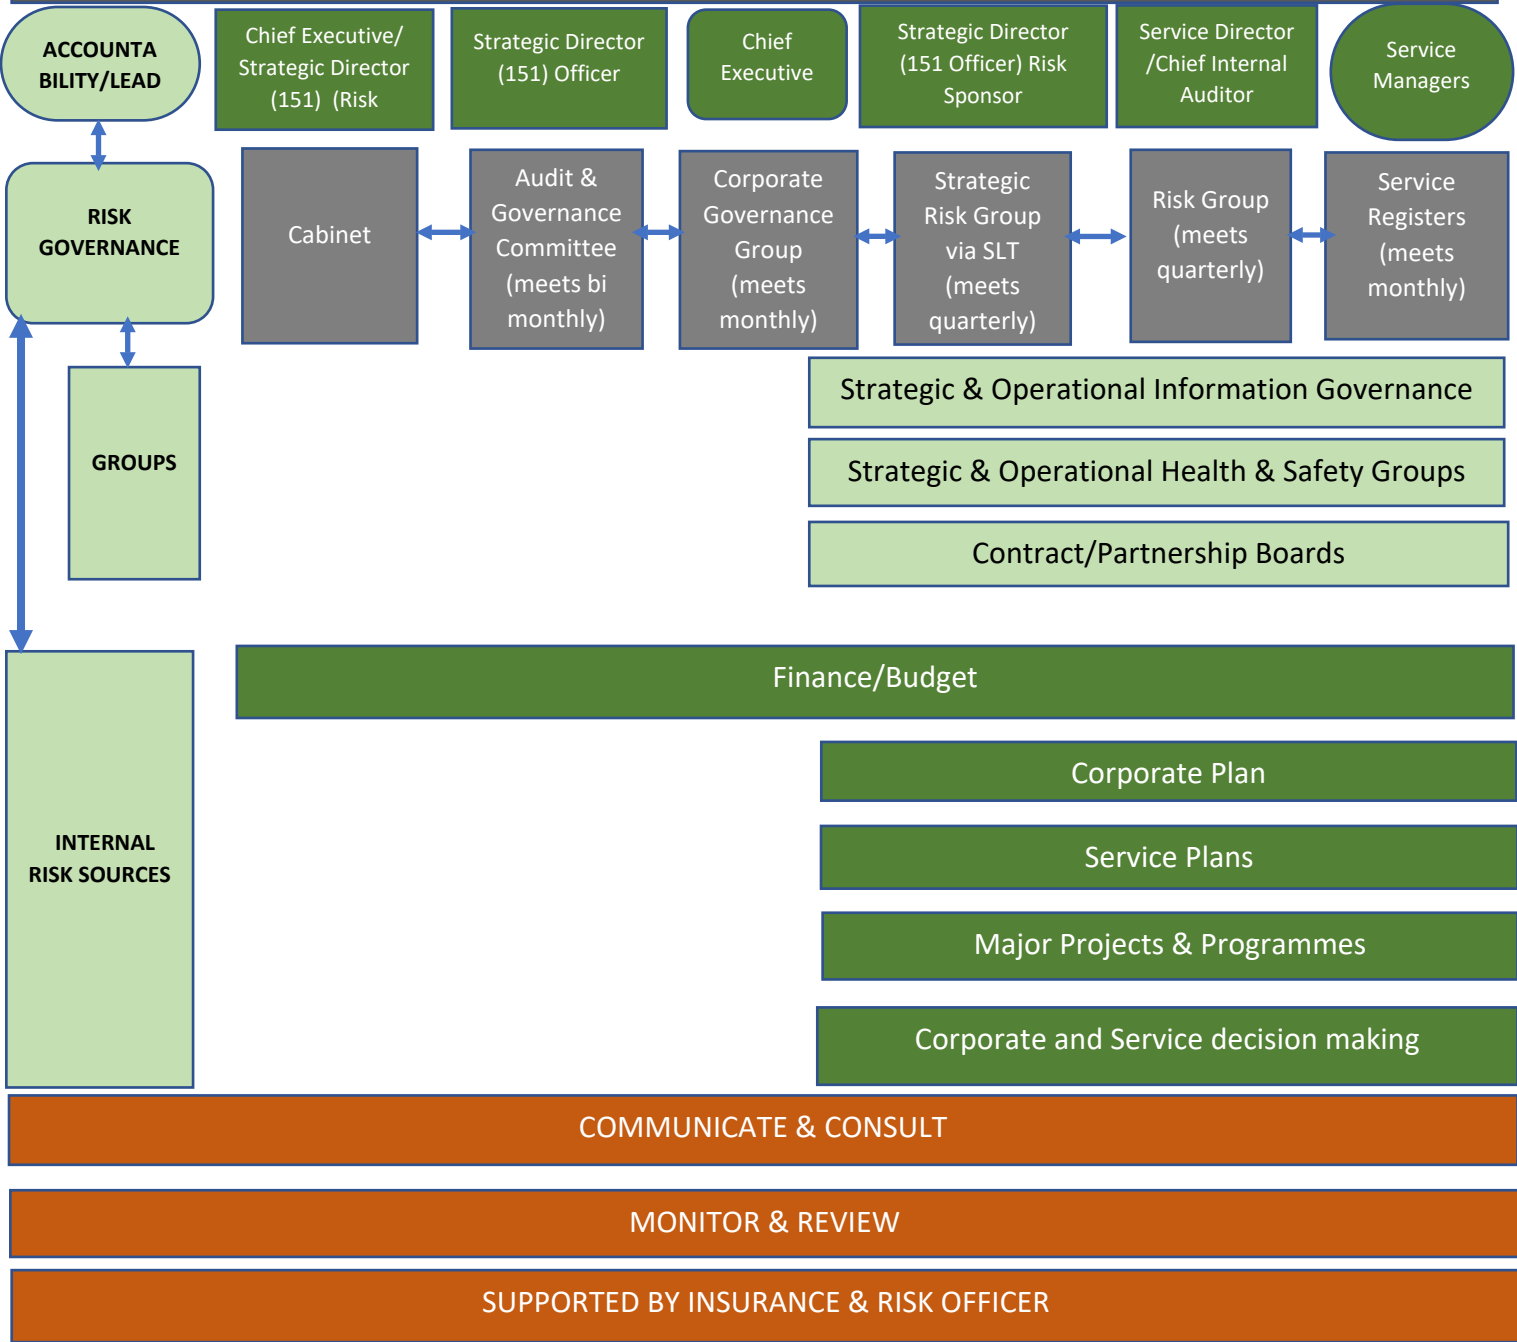 ACCOUNTA
BILITY/LEAD
Chief Executive/
Strategic Director
(151)  (Risk
Strategic Director
(151) Officer
Chief
Executive
Strategic Director
(151 Officer) Risk
Sponsor
Service Director
/Chief Internal
Auditor
Service
Managers
RISK
GOVERNANCE
Cabinet
Audit &
Governance
Committee
(meets bi
monthly)
Corporate
Governance
Group
(meets
monthly)
Strategic
Risk Group
via SLT
(meets
quarterly)
Risk Group
(meets
quarterly)
Service
Registers
(meets
monthly)
GROUPS
Strategic & Operational Information Governance
Strategic & Operational Health & Safety Groups
Contract/Partnership Boards
INTERNAL
RISK SOURCES
Finance/Budget
Corporate Plan
Service Plans
Major Projects & Programmes
Corporate and Service decision making
COMMUNICATE & CONSULT
MONITOR & REVIEW
SUPPORTED BY INSURANCE & RISK OFFICER